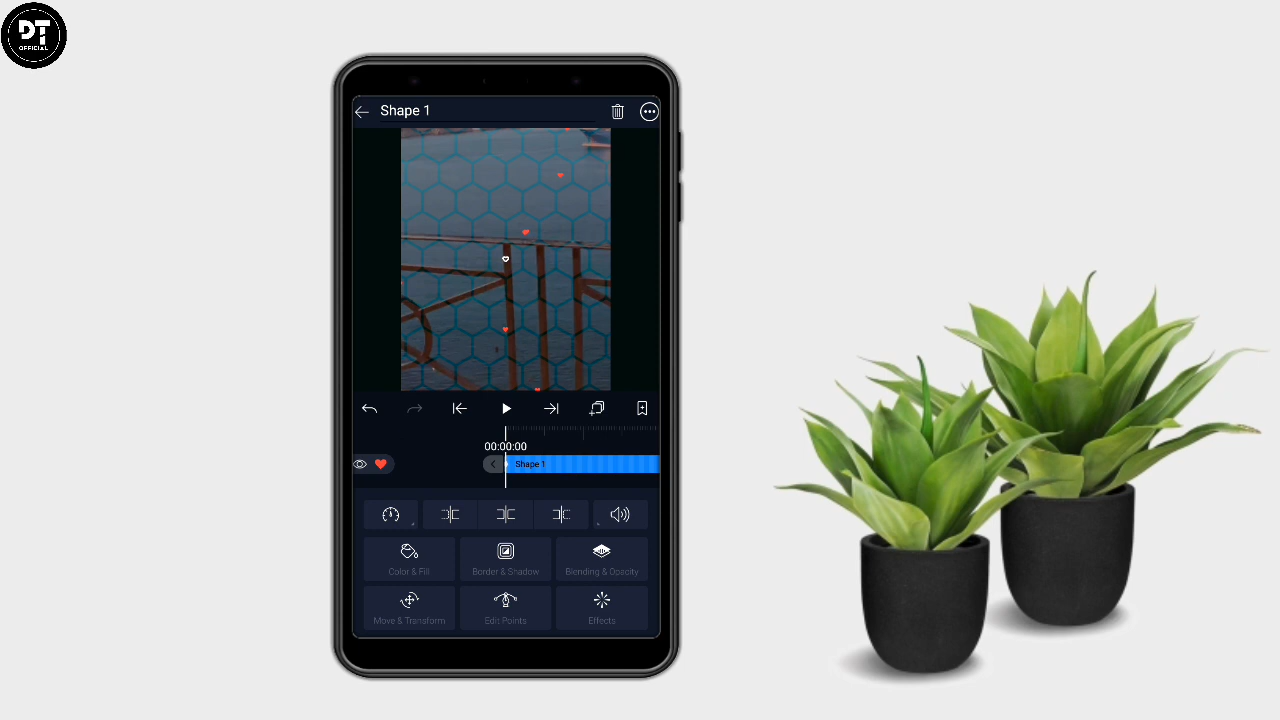 DT
OFFICIAL
Shape 1
00:00:00
Shape 1
Color & Fill
Border & Shadow
Blending & Opacity
Move & Transform
Edit Points
Effects